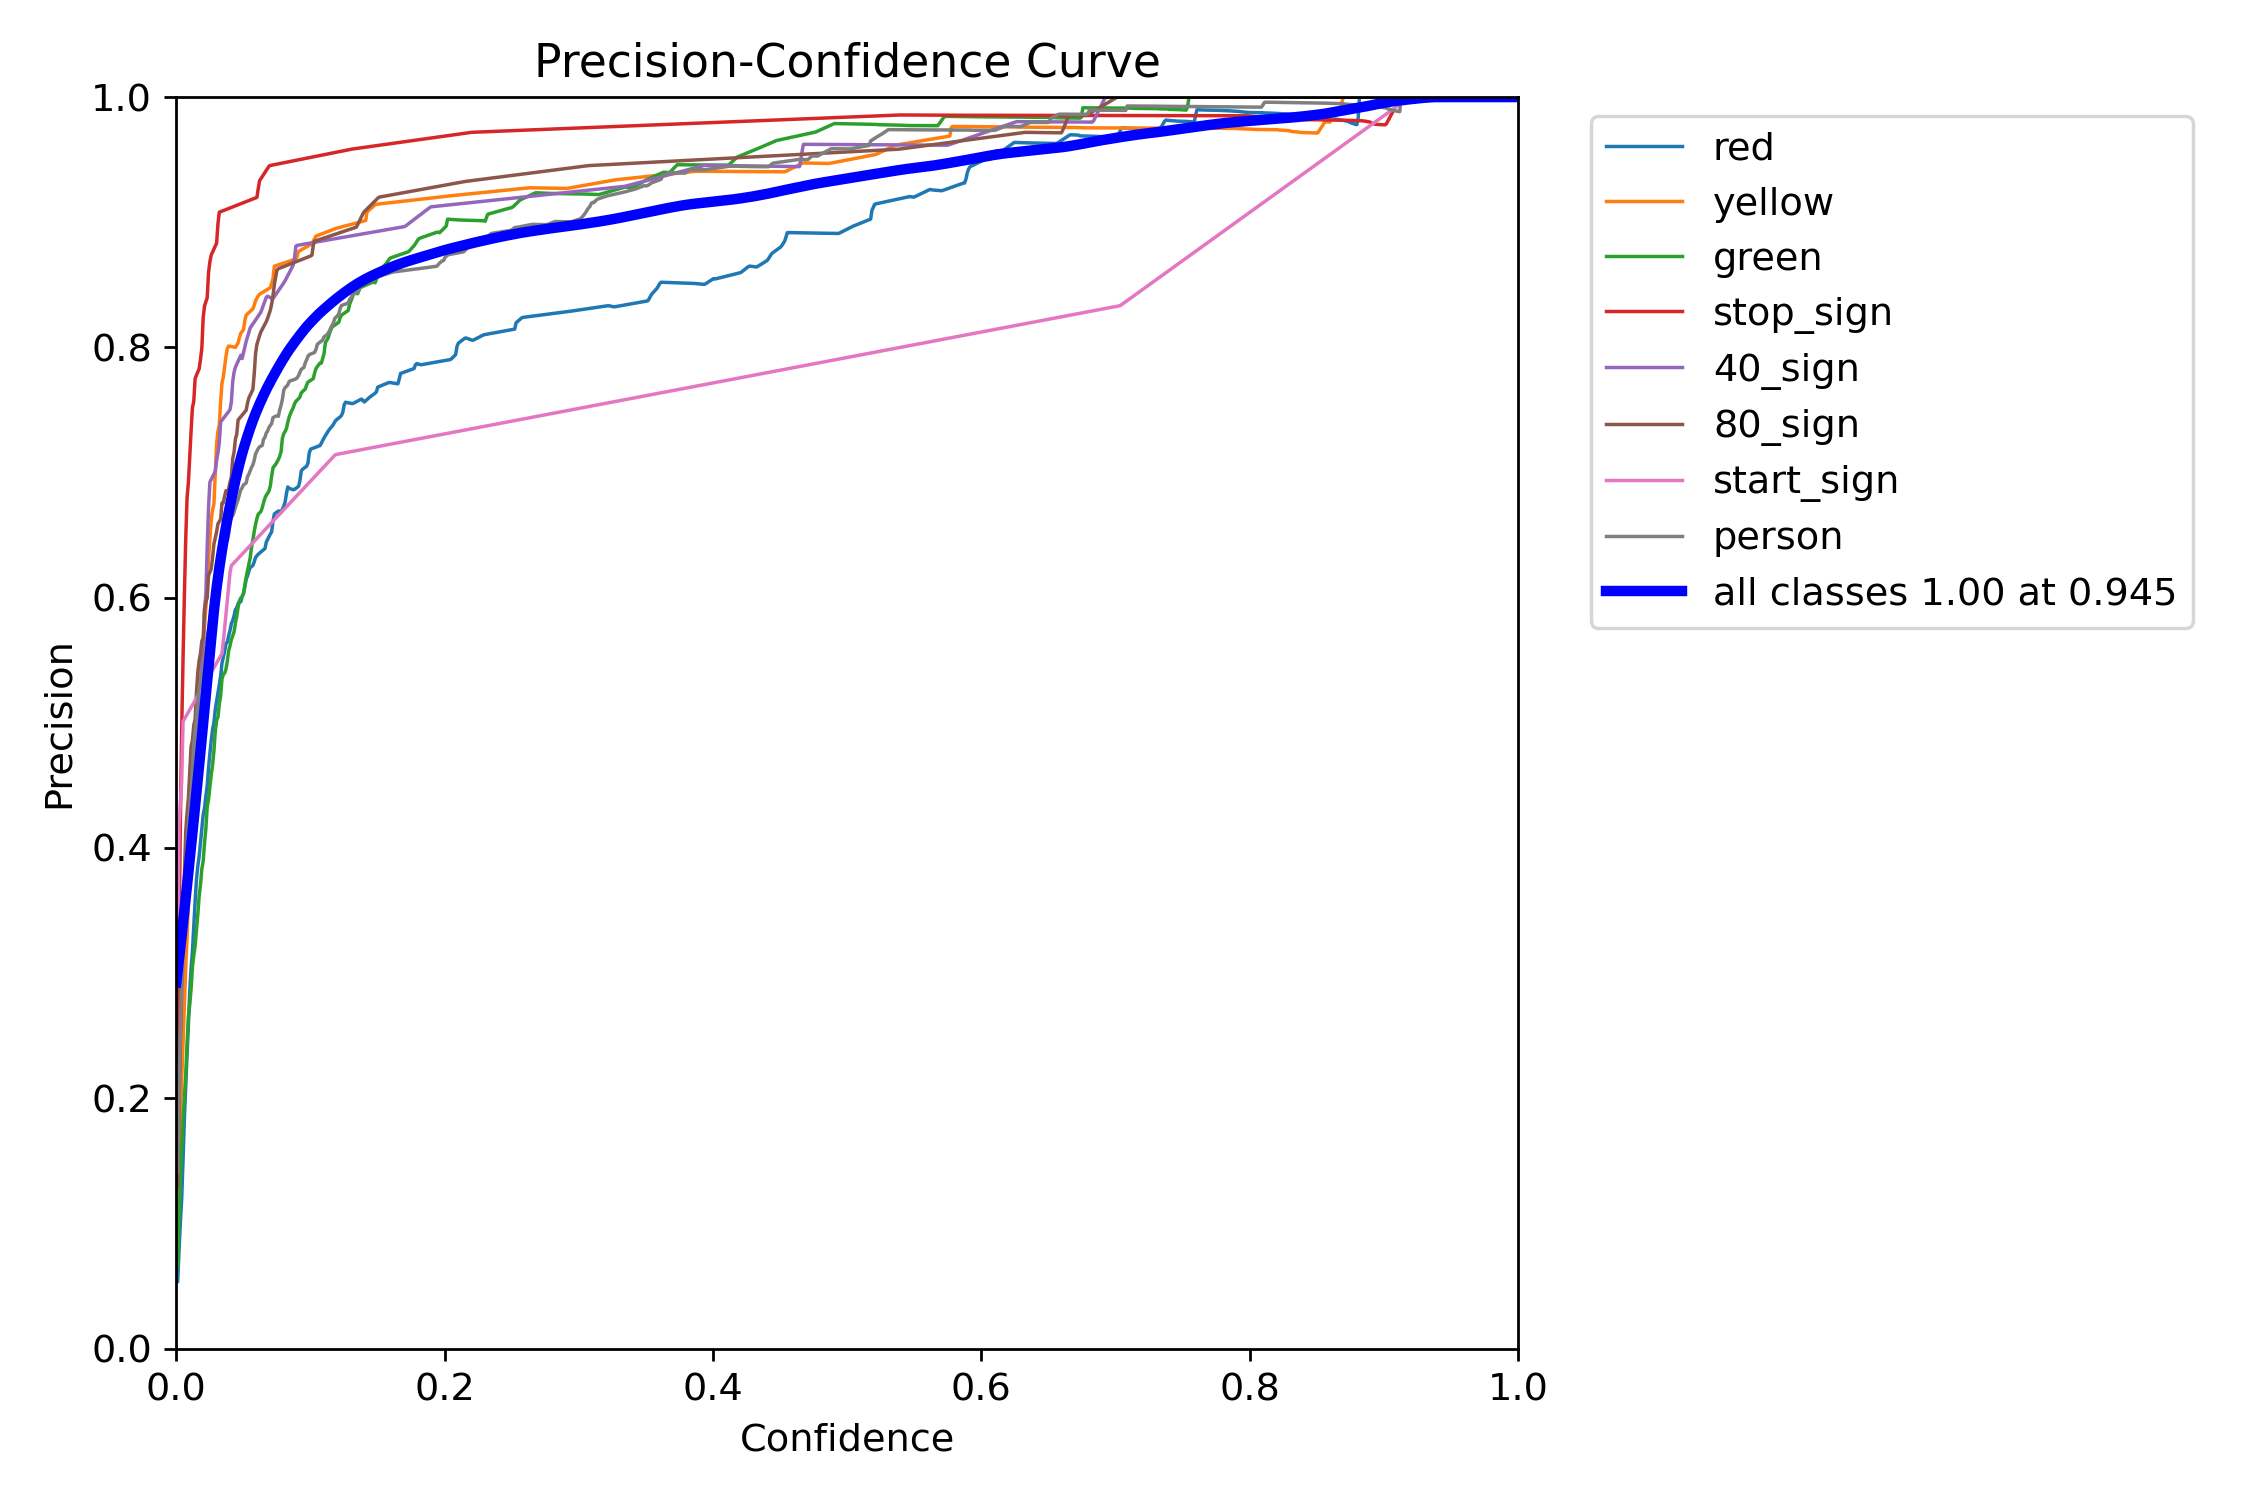 Precision-Confidence Curve
1.0
0.8
0.6
0.4
0.2
0.0
Precision
0.0 0.2 0.4 0.6 0.8 1.0
Confidence
red
yellow
green
stop_sign
40_sign
80_sign
start_sign
person
all classes 1.00 at 0.945